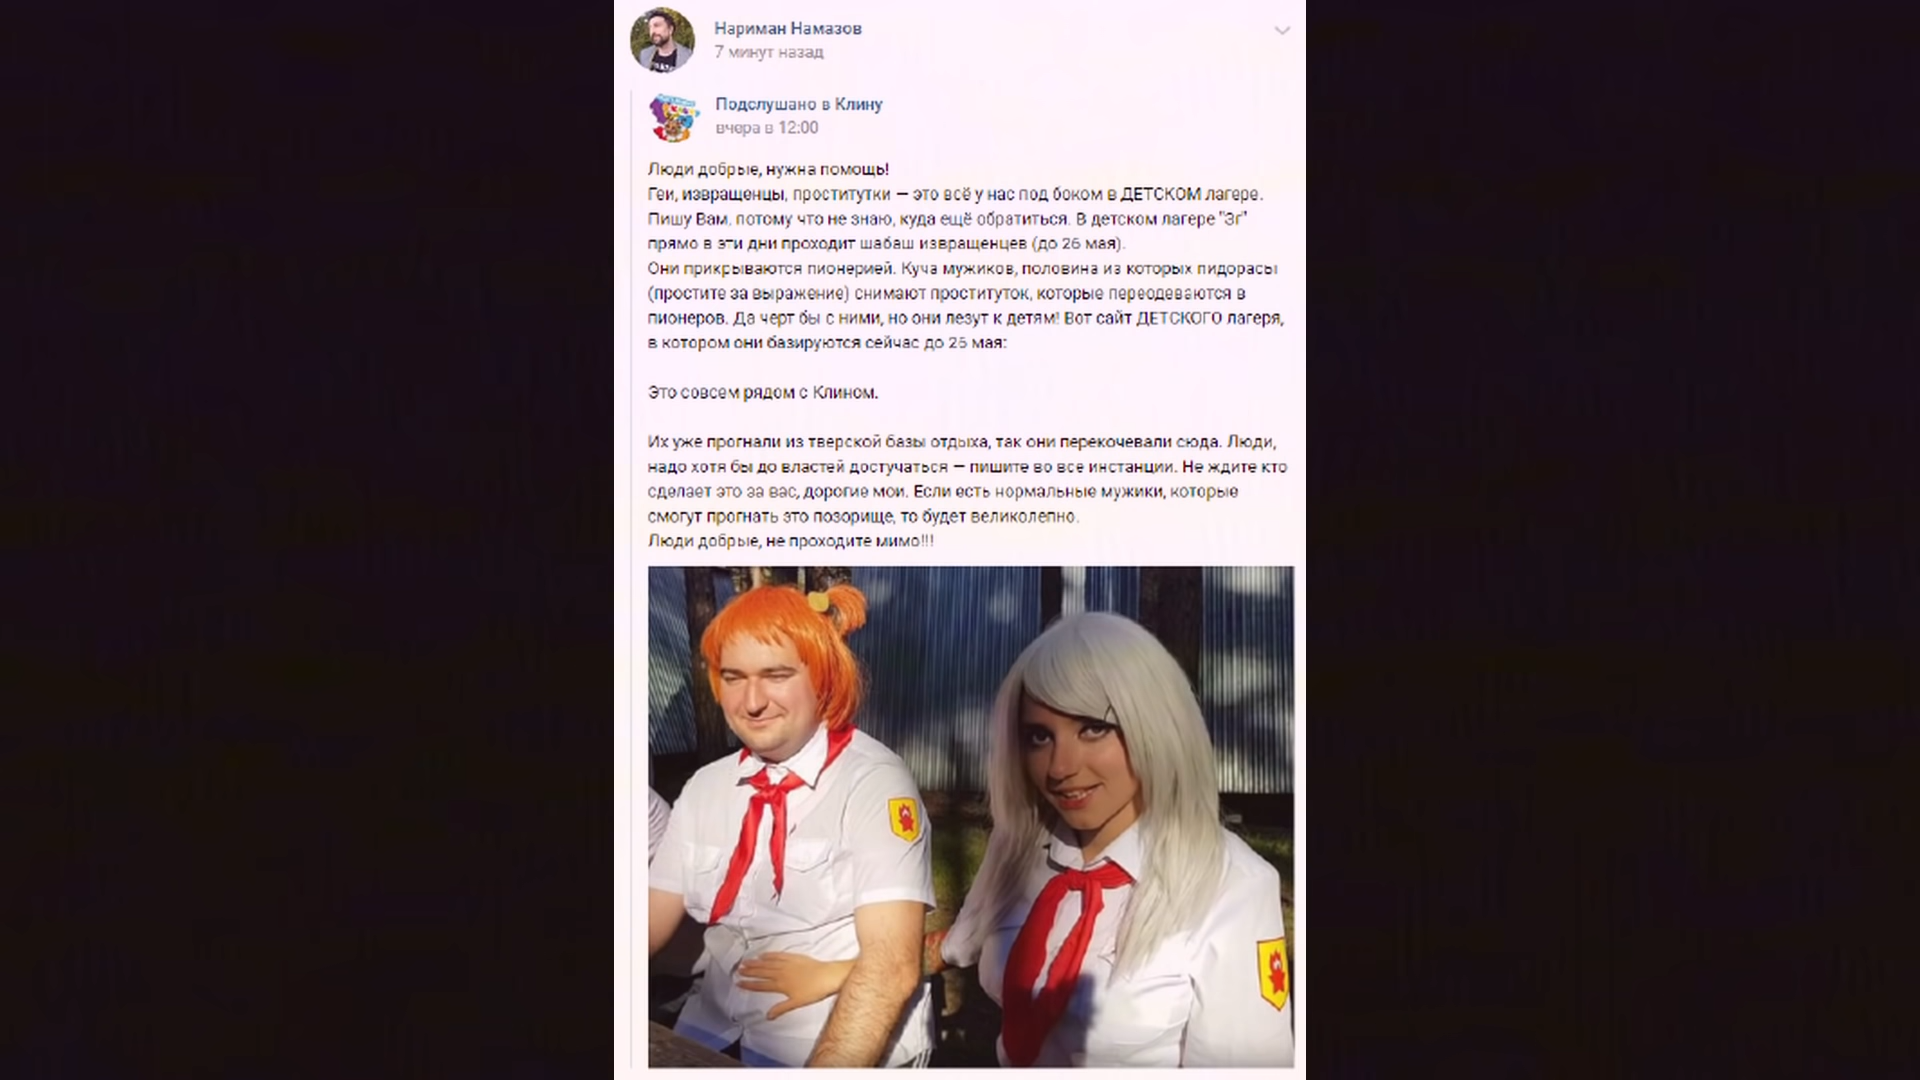 Нариман Намазов
7 минут назад
Подслушано в Клину
вчера в 12:00
Люди добрые, нужна помощь!
Геи, извращенцы, проститутки — это всё у нас под боком в ДЕТСКОМ лагере.
Пишу Вам, потому что не знаю, куда ещё обратиться. В детском лагере "Зг"
прямо в эти дни проходит шабаш извращенцев (до 26 мая).
Они прикрываются пионерией. Куча мужиков, половина из которых пидорасы
(простите за выражение) снимают проституток, которые переодеваются в
пионеров. Да черт бы с ними, но они лезут к детям! Вот сайт ДЕТСКОГО лагеря,
в котором они базируются сейчас до 26 мая:
Это совсем рядом с Клином.
Их уже прогнали из тверской базы отдыха, так они перекочевали сюда. Люди,
надо хотя бы до властей достучаться — пишите во все инстанции. Не ждите кто
сделает это за вас, дорогие мои. Если есть нормальные мужики, которые
смогут прогнать это позорище, то будет великолепно.
Люди добрые, не проходите мимо!!!